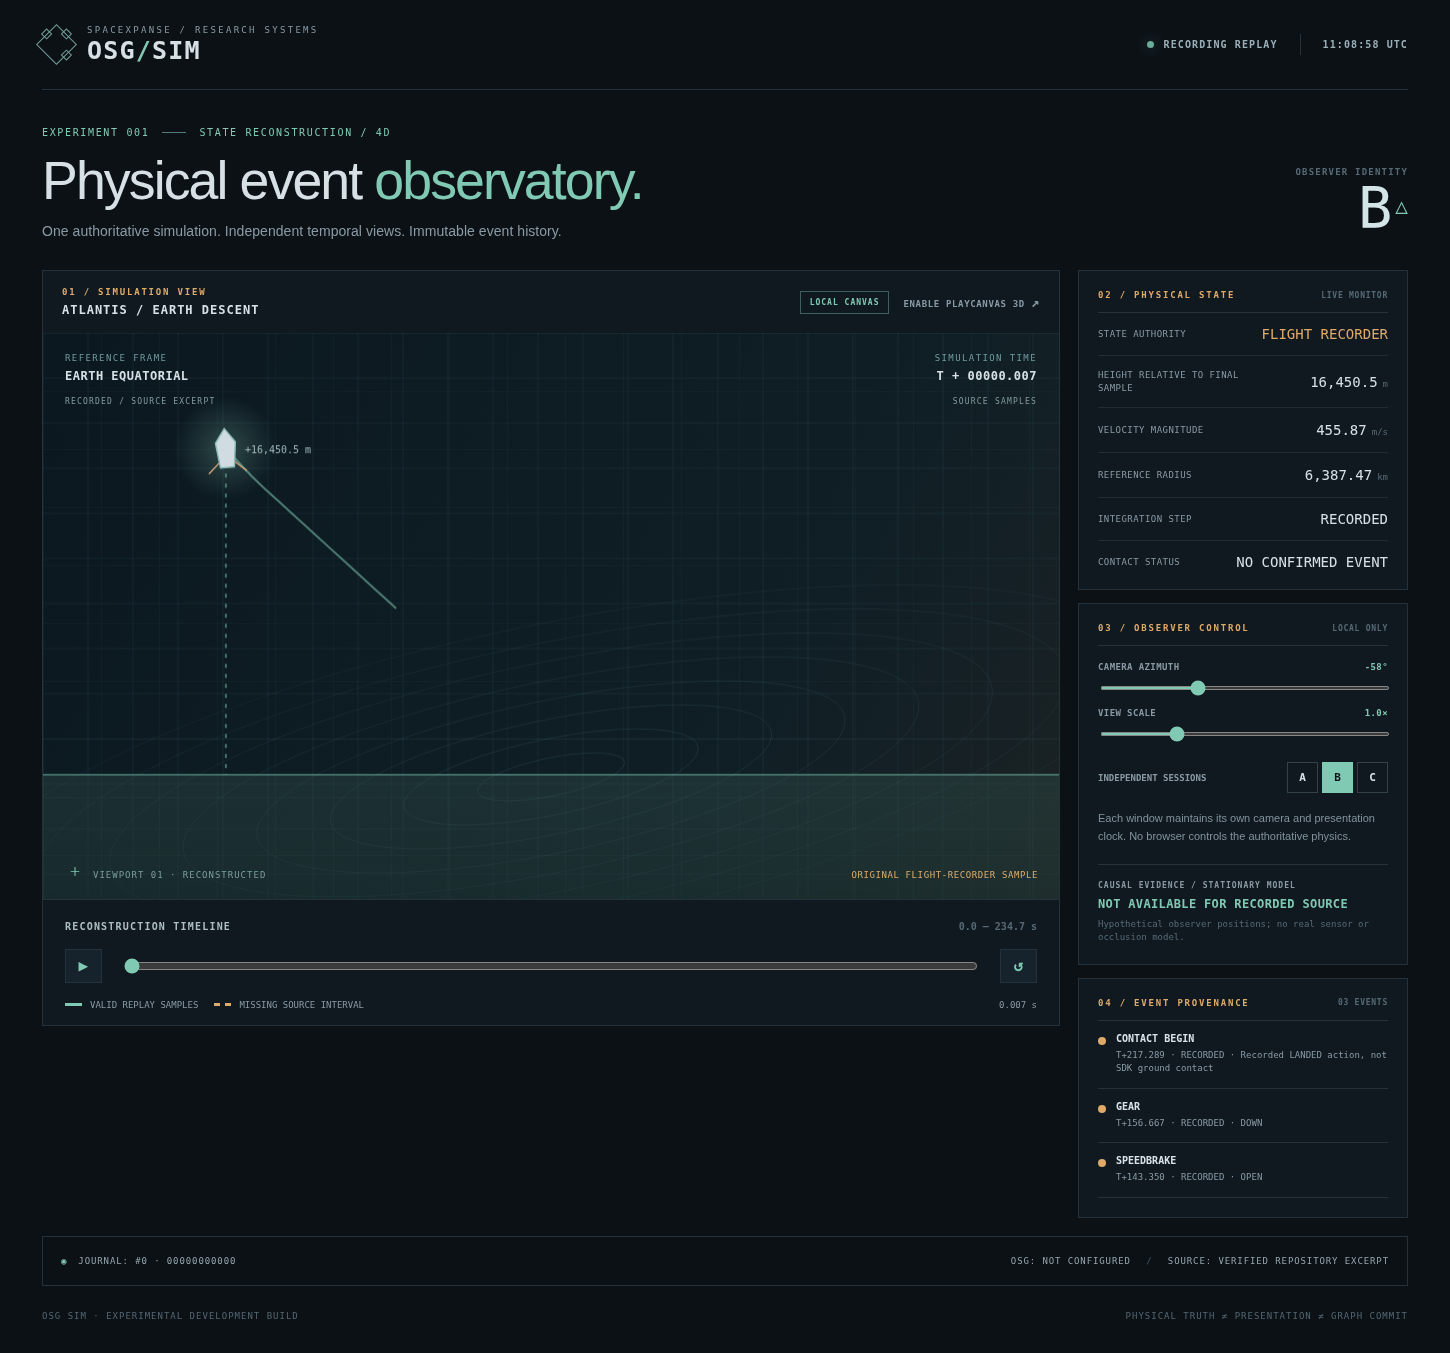 SPACEXPANSE / RESEARCH SYSTEMS
OSG/SIM
RECORDING REPLAY
11:08:58 UTC
EXPERIMENT 001 — STATE RECONSTRUCTION / 4D
Physical event observatory.
One authoritative simulation. Independent temporal views. Immutable event history.
OBSERVER IDENTITY
B△
01 / SIMULATION VIEW
ATLANTIS / EARTH DESCENT
LOCAL CANVAS
ENABLE PLAYCANVAS 3D ↗
REFERENCE FRAME
EARTH EQUATORIAL
RECORDED / SOURCE EXCERPT
SIMULATION TIME
T + 00000.007
SOURCE SAMPLES
+16,450.5 m
+ VIEWPORT 01 · RECONSTRUCTED
ORIGINAL FLIGHT-RECORDER SAMPLE
RECONSTRUCTION TIMELINE
0.0 — 234.7 s
▶
↺
VALID REPLAY SAMPLES
MISSING SOURCE INTERVAL
0.007 s
02 / PHYSICAL STATE
LIVE MONITOR
STATE AUTHORITY
FLIGHT RECORDER
HEIGHT RELATIVE TO FINAL
SAMPLE
16,450.5 m
VELOCITY MAGNITUDE
455.87 m/s
REFERENCE RADIUS
6,387.47 km
INTEGRATION STEP
RECORDED
CONTACT STATUS
NO CONFIRMED EVENT
03 / OBSERVER CONTROL
LOCAL ONLY
CAMERA AZIMUTH
-58°
VIEW SCALE
1.0×
INDEPENDENT SESSIONS
A
B
C
Each window maintains its own camera and presentation
clock. No browser controls the authoritative physics.
CAUSAL EVIDENCE / STATIONARY MODEL
NOT AVAILABLE FOR RECORDED SOURCE
Hypothetical observer positions; no real sensor or
occlusion model.
04 / EVENT PROVENANCE
03 EVENTS
CONTACT BEGIN
T+217.289 · RECORDED · Recorded LANDED action, not
SDK ground contact
GEAR
T+156.667 · RECORDED · DOWN
SPEEDBRAKE
T+143.350 · RECORDED · OPEN
◉ JOURNAL: #0 · 00000000000
OSG: NOT CONFIGURED / SOURCE: VERIFIED REPOSITORY EXCERPT
OSG SIM · EXPERIMENTAL DEVELOPMENT BUILD
PHYSICAL TRUTH ≠ PRESENTATION ≠ GRAPH COMMIT